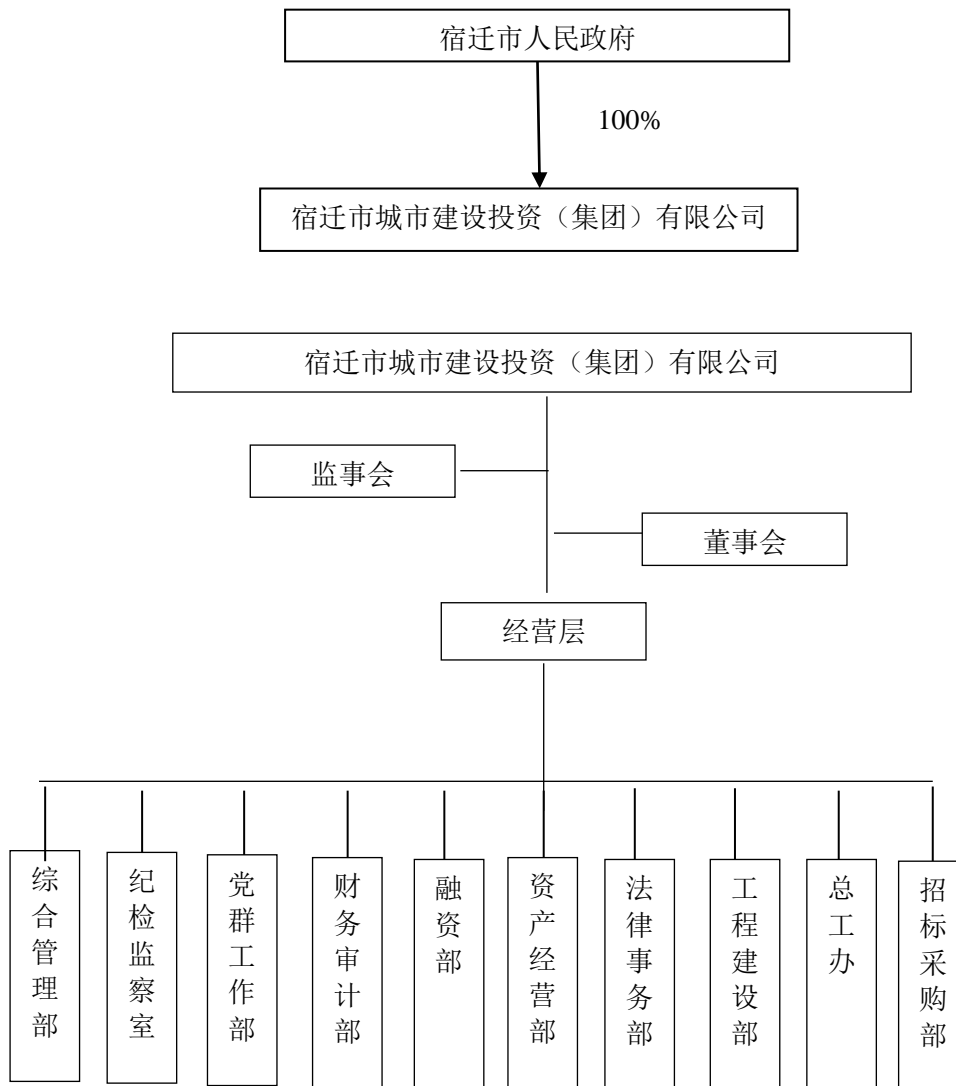 宿迁市人民政府
100%
宿迁市城市建设投资（集团）有限公司
宿迁市城市建设投资（集团）有限公司
监事会
董事会
经营层
综合管理部
纪检监察室
党群工作部
财务审计部
融资部
资产经营部
法律事务部
工程建设部
总工办
招标采购部